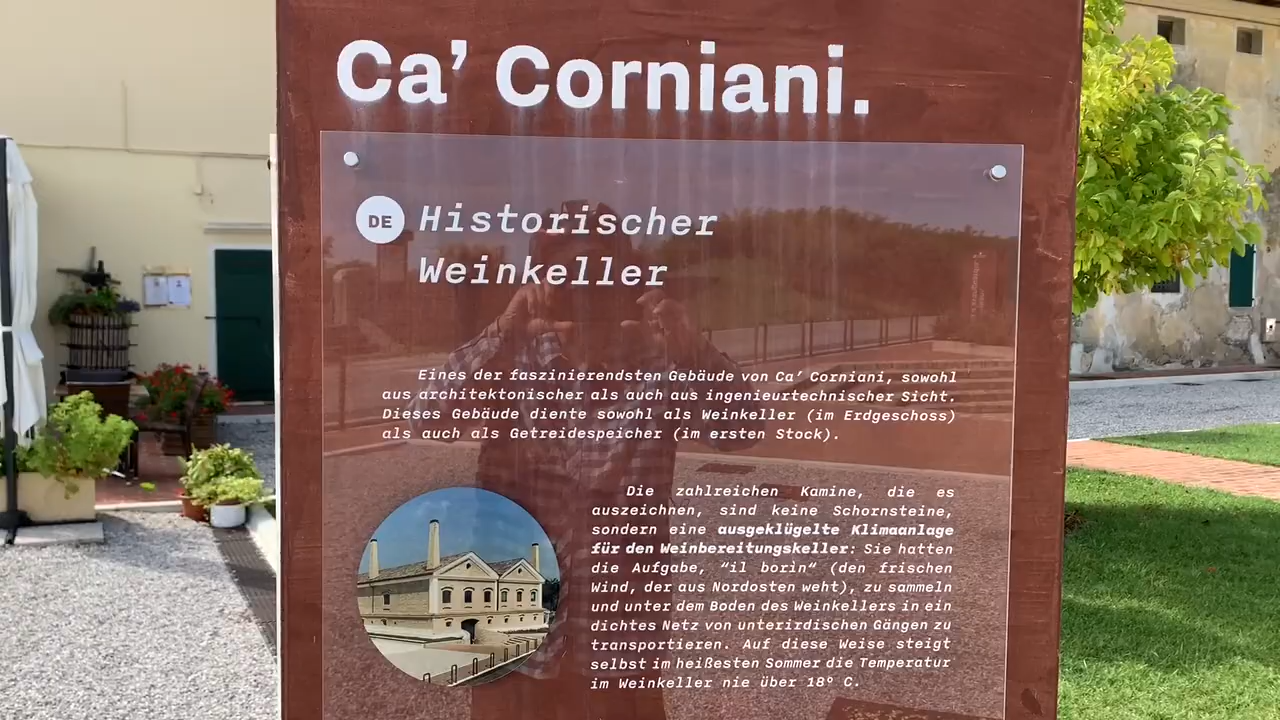 Ca’ Corniani.
DE
Historischer
Weinkeller
Eines der faszinierendsten Gebäude von Ca’ Corniani, sowohl
aus architektonischer als auch aus ingenieurtechnischer Sicht.
Dieses Gebäude diente sowohl als Weinkeller (im Erdgeschoss)
als auch als Getreidespeicher (im ersten Stock).
Die zahlreichen Kamine, die es
auszeichnen, sind keine Schornsteine,
sondern eine ausgeklügelte Klimaanlage
für den Weinbereitungskeller: Sie hatten
die Aufgabe, “il borìn“ (den frischen
Wind, der aus Nordosten weht), zu sammeln
und unter dem Boden des Weinkellers in ein
dichtes Netz von unterirdischen Gängen zu
transportieren. Auf diese Weise steigt
selbst im heißesten Sommer die Temperatur
im Weinkeller nie über 18° C.